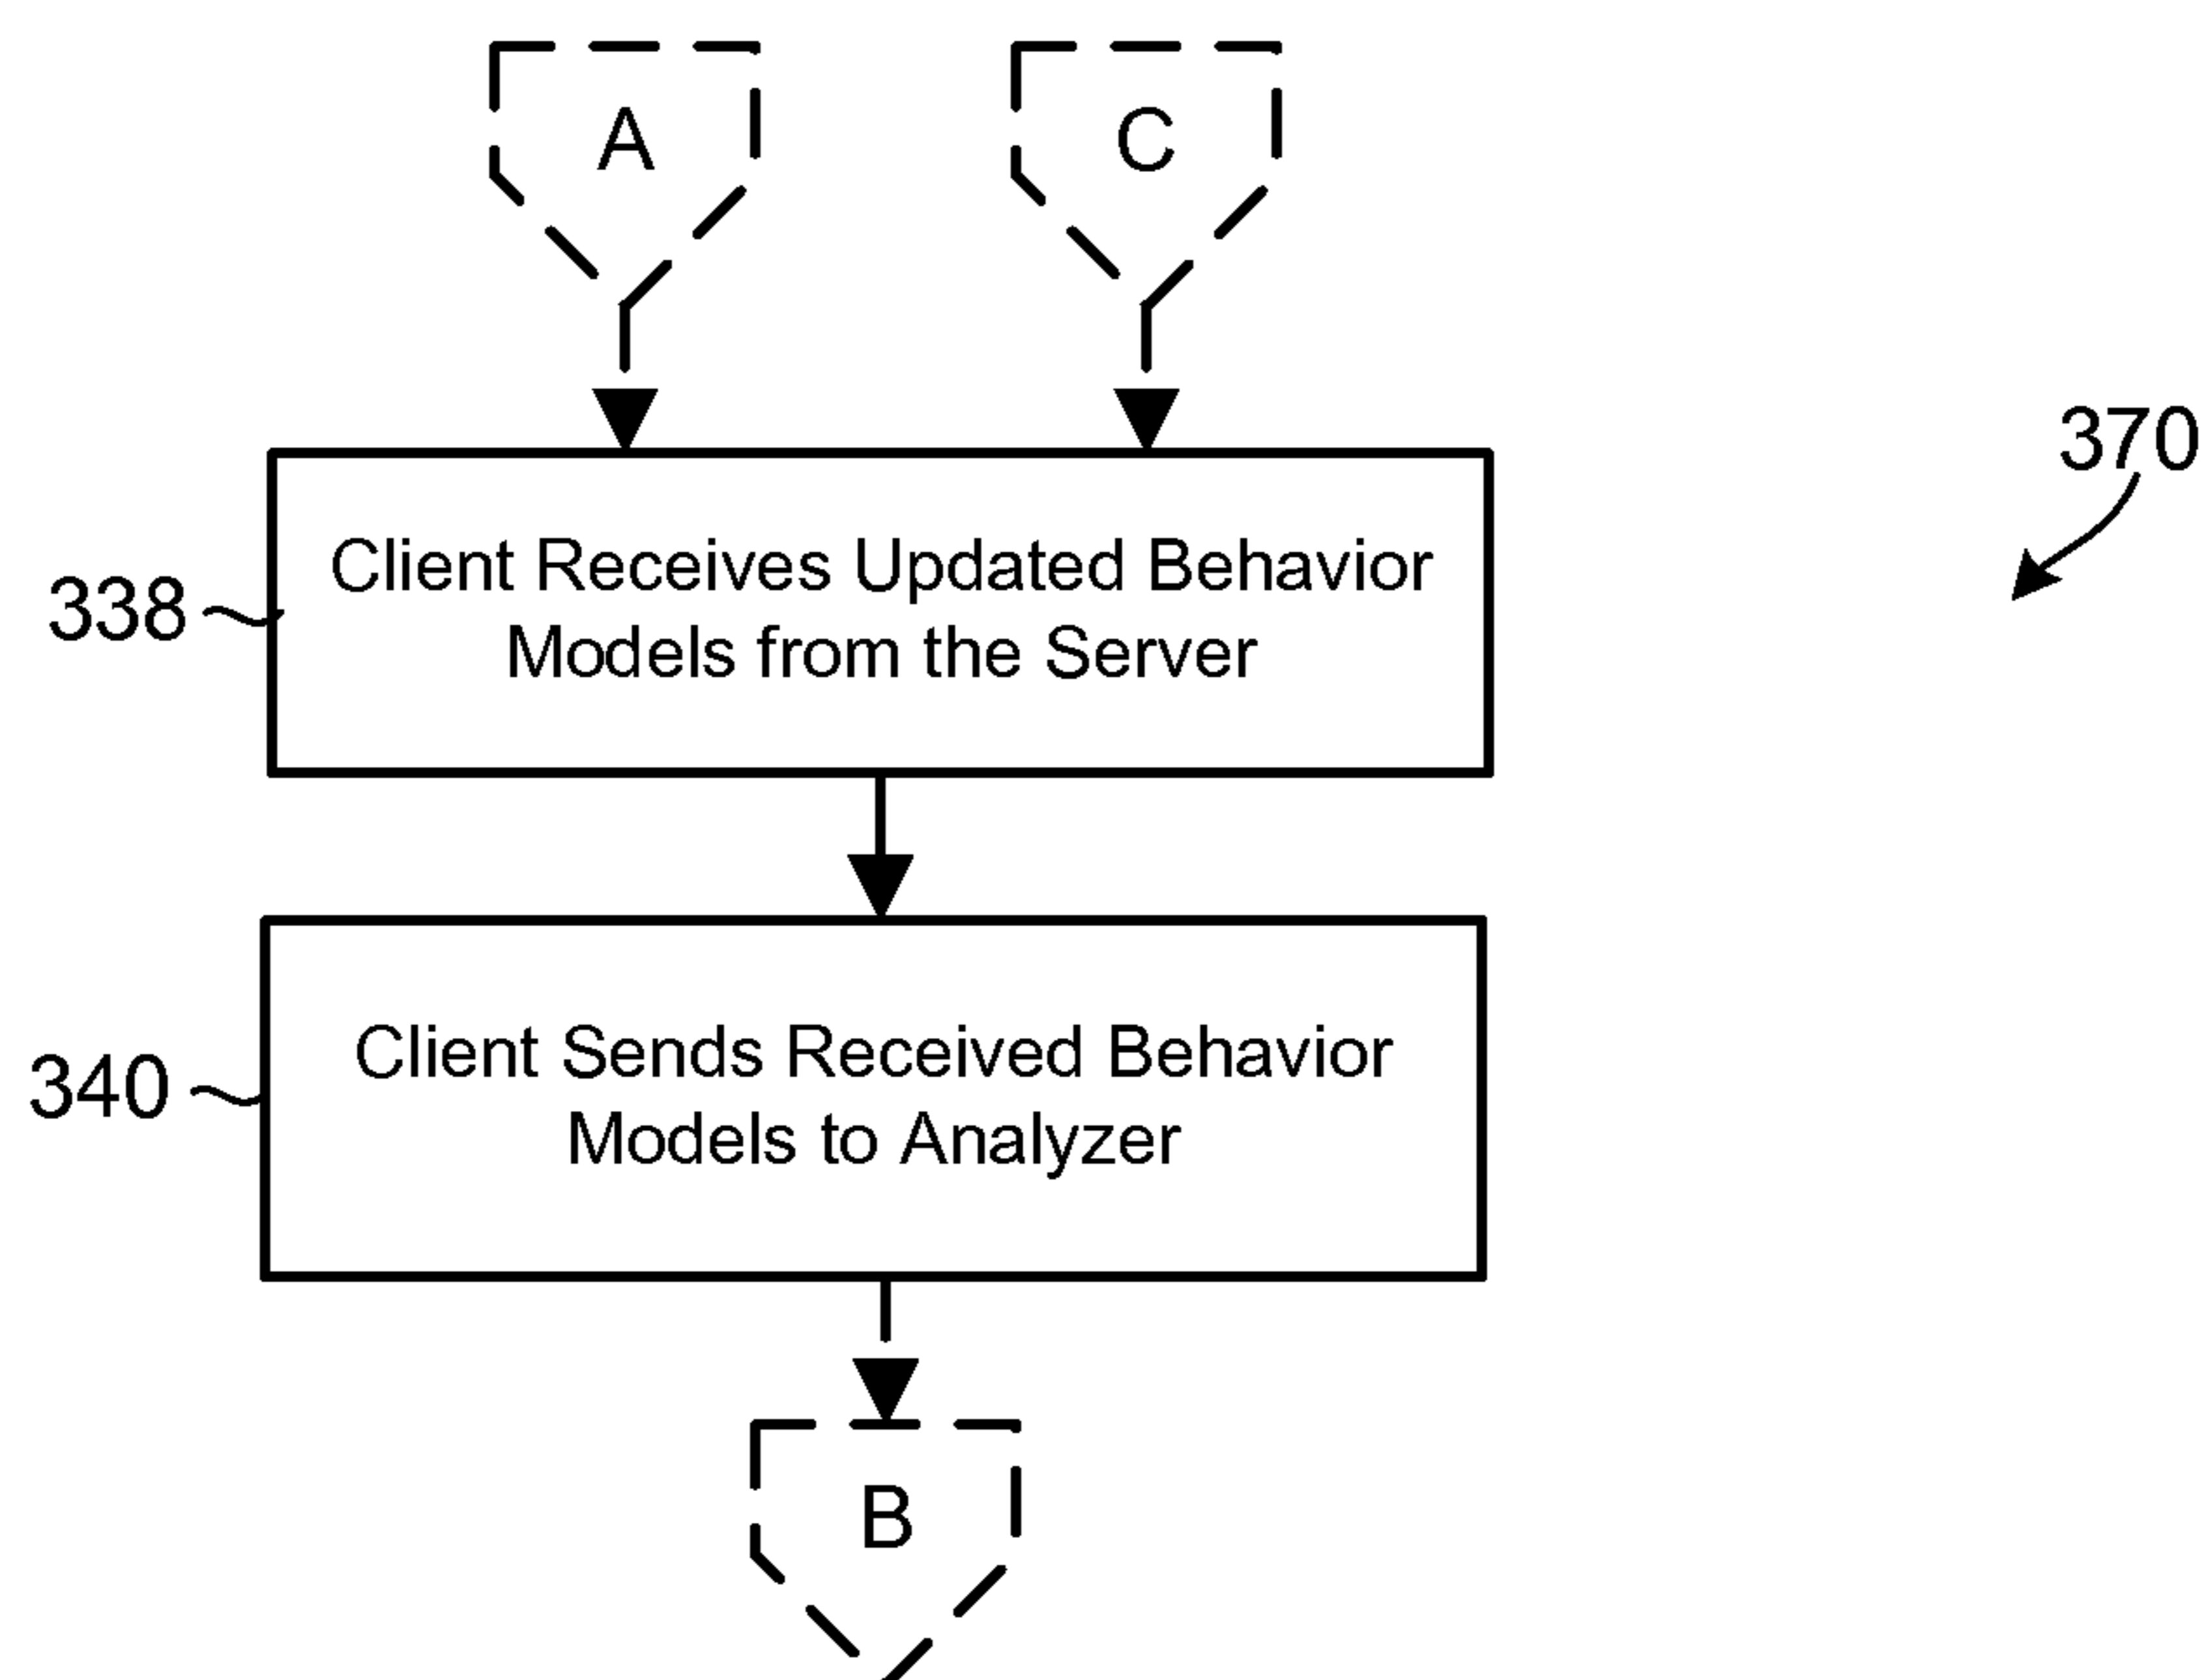 A
C
370
Client Receives Updated Behavior
Models from the Server
338
Client Sends Received Behavior
Models to Analyzer
340
B